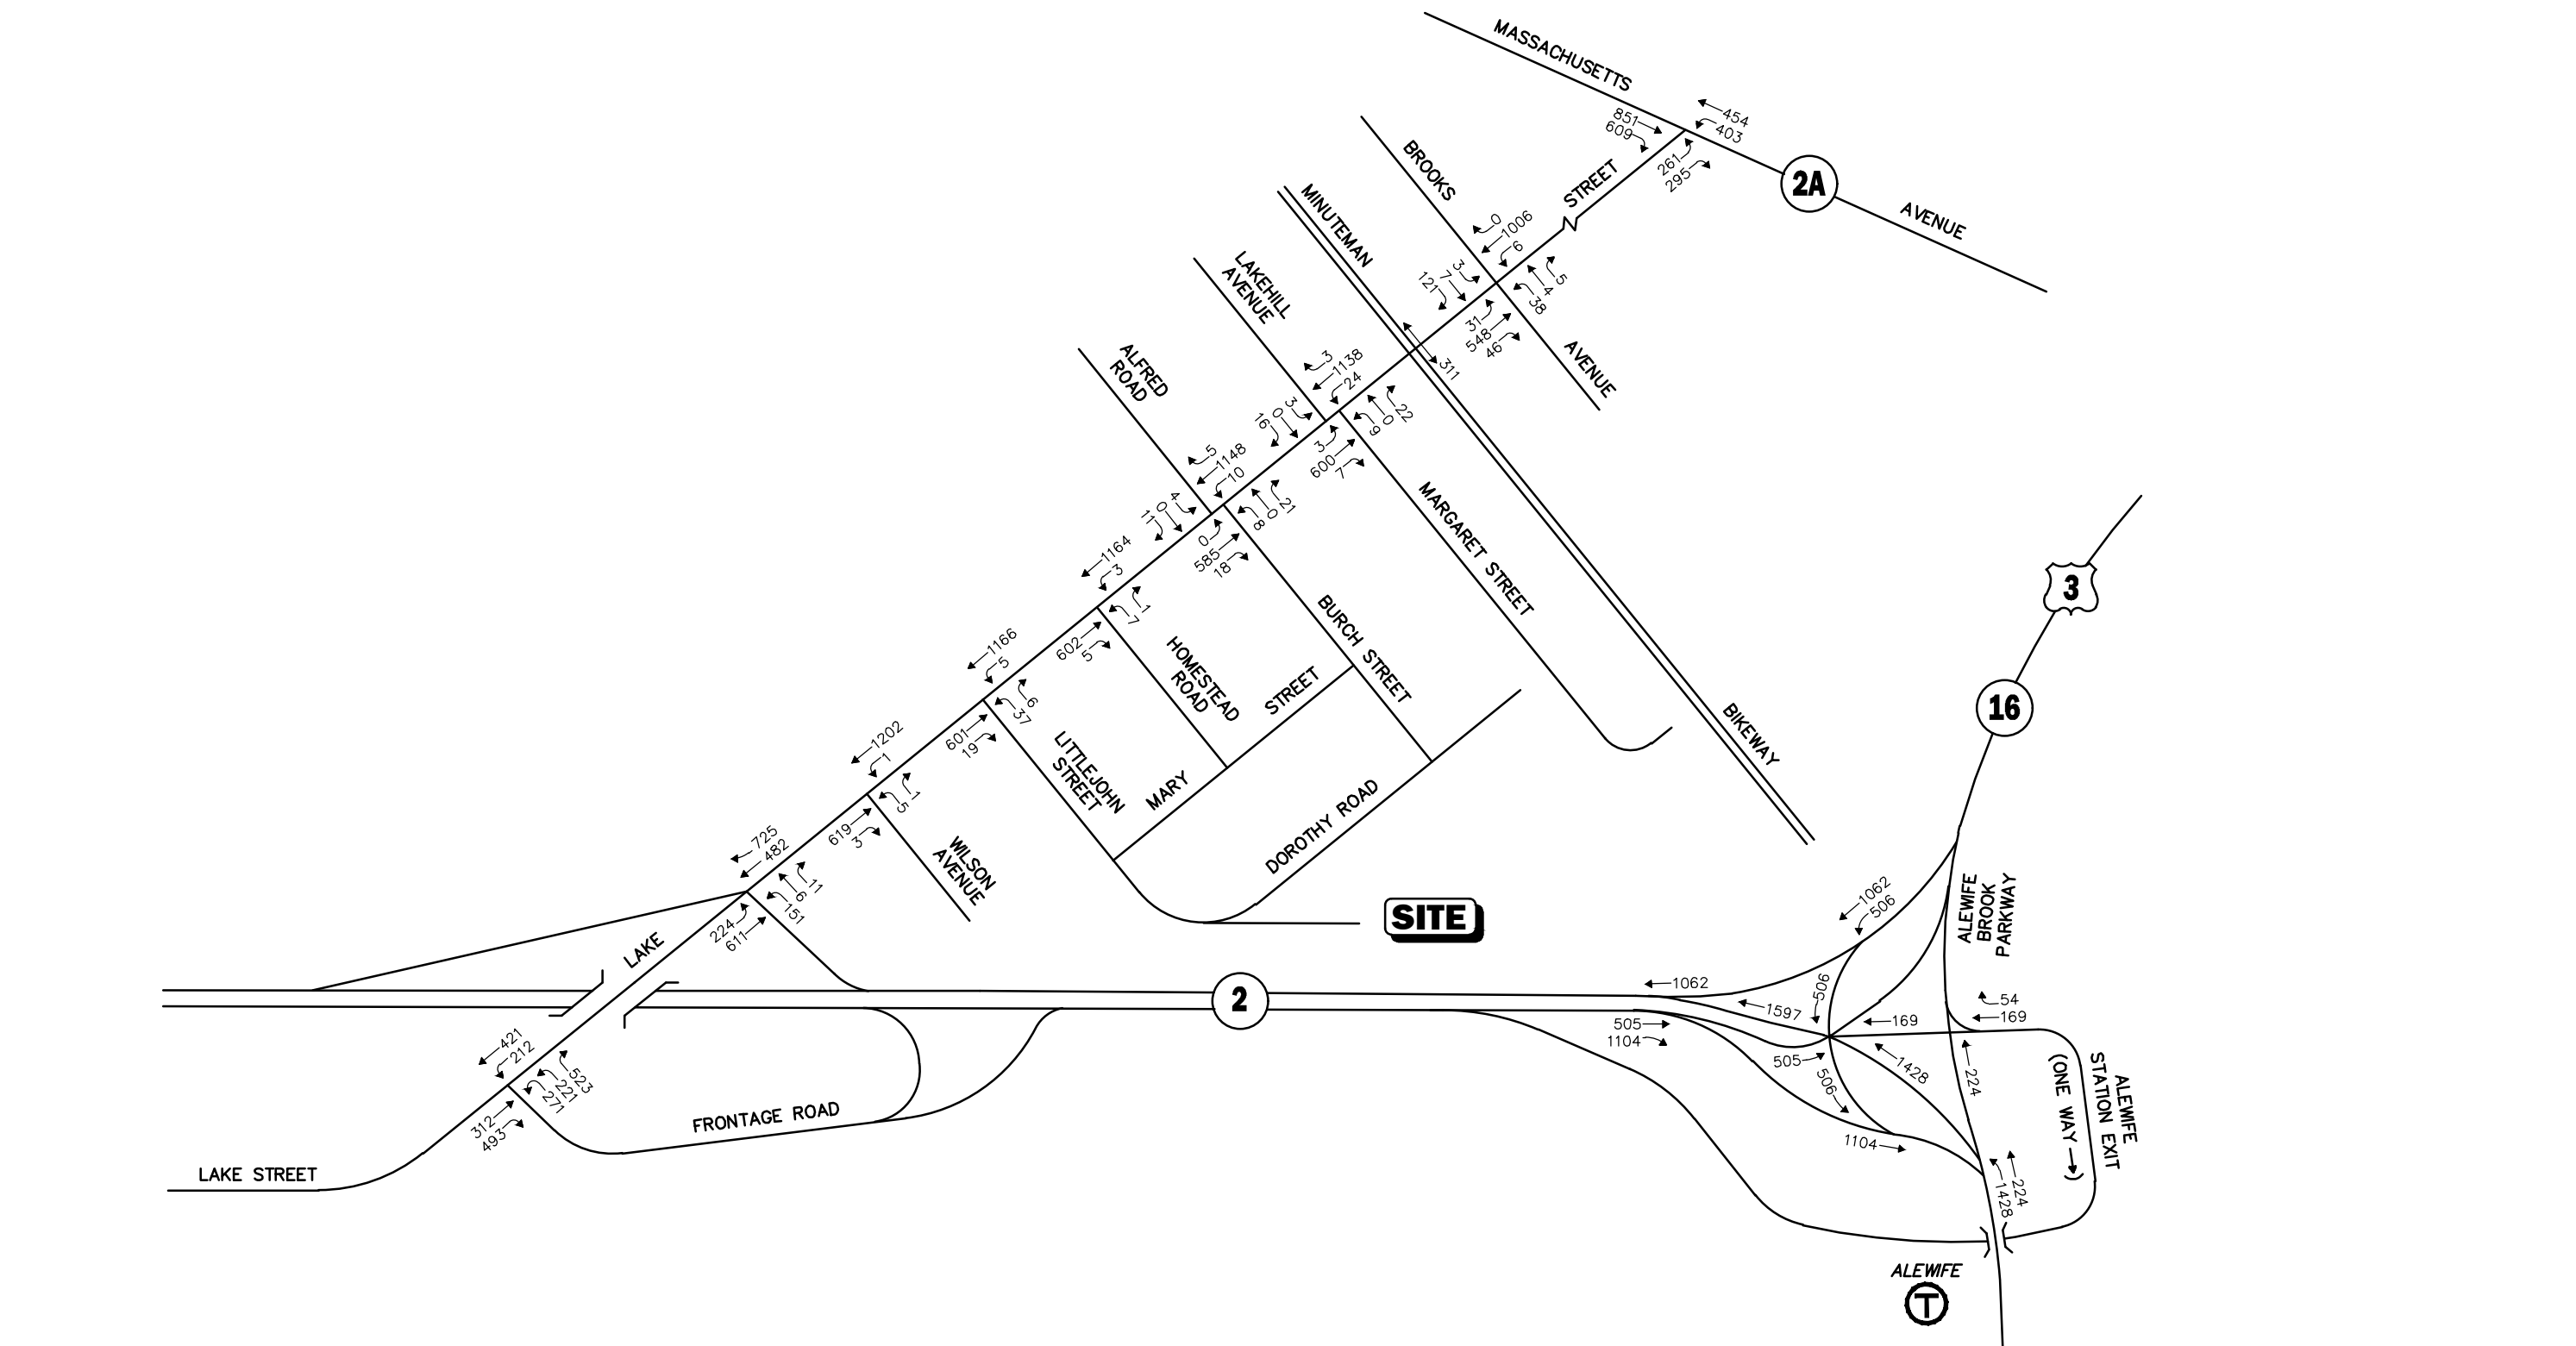 MASSACHUSETTS
454
403
851
609
261
295
2A
AVENUE
STREET
BROOKS
MINUTEMAN
0
1006
6
3
7
121
5
4
38
31
548
46
AVENUE
311
LAKEHILL
AVENUE
3
1138
24
3
0
16
22
0
9
3
600
7
ALFRED
ROAD
5
1148
10
4
0
11
21
0
8
0
585
18
MARGARET STREET
BURCH STREET
1164
3
1
7
602
5
HOMESTEAD
ROAD
1166
5
6
37
601
19
LITTLEJOHN
STREET
MARY
STREET
DOROTHY ROAD
BIKEWAY
3
16
1202
1
1
5
619
3
WILSON
AVENUE
725
482
11
6
151
224
611
LAKE
SITE
ALEWIFE
BROOK
PARKWAY
1062
506
2
1062
1597
506
169
54
169
505
1104
505
506
1428
224
1104
224
1428
ALEWIFE
STATION EXIT
(ONE WAY → )
421
212
523
221
271
312
493
FRONTAGE ROAD
LAKE STREET
ALEWIFE
T